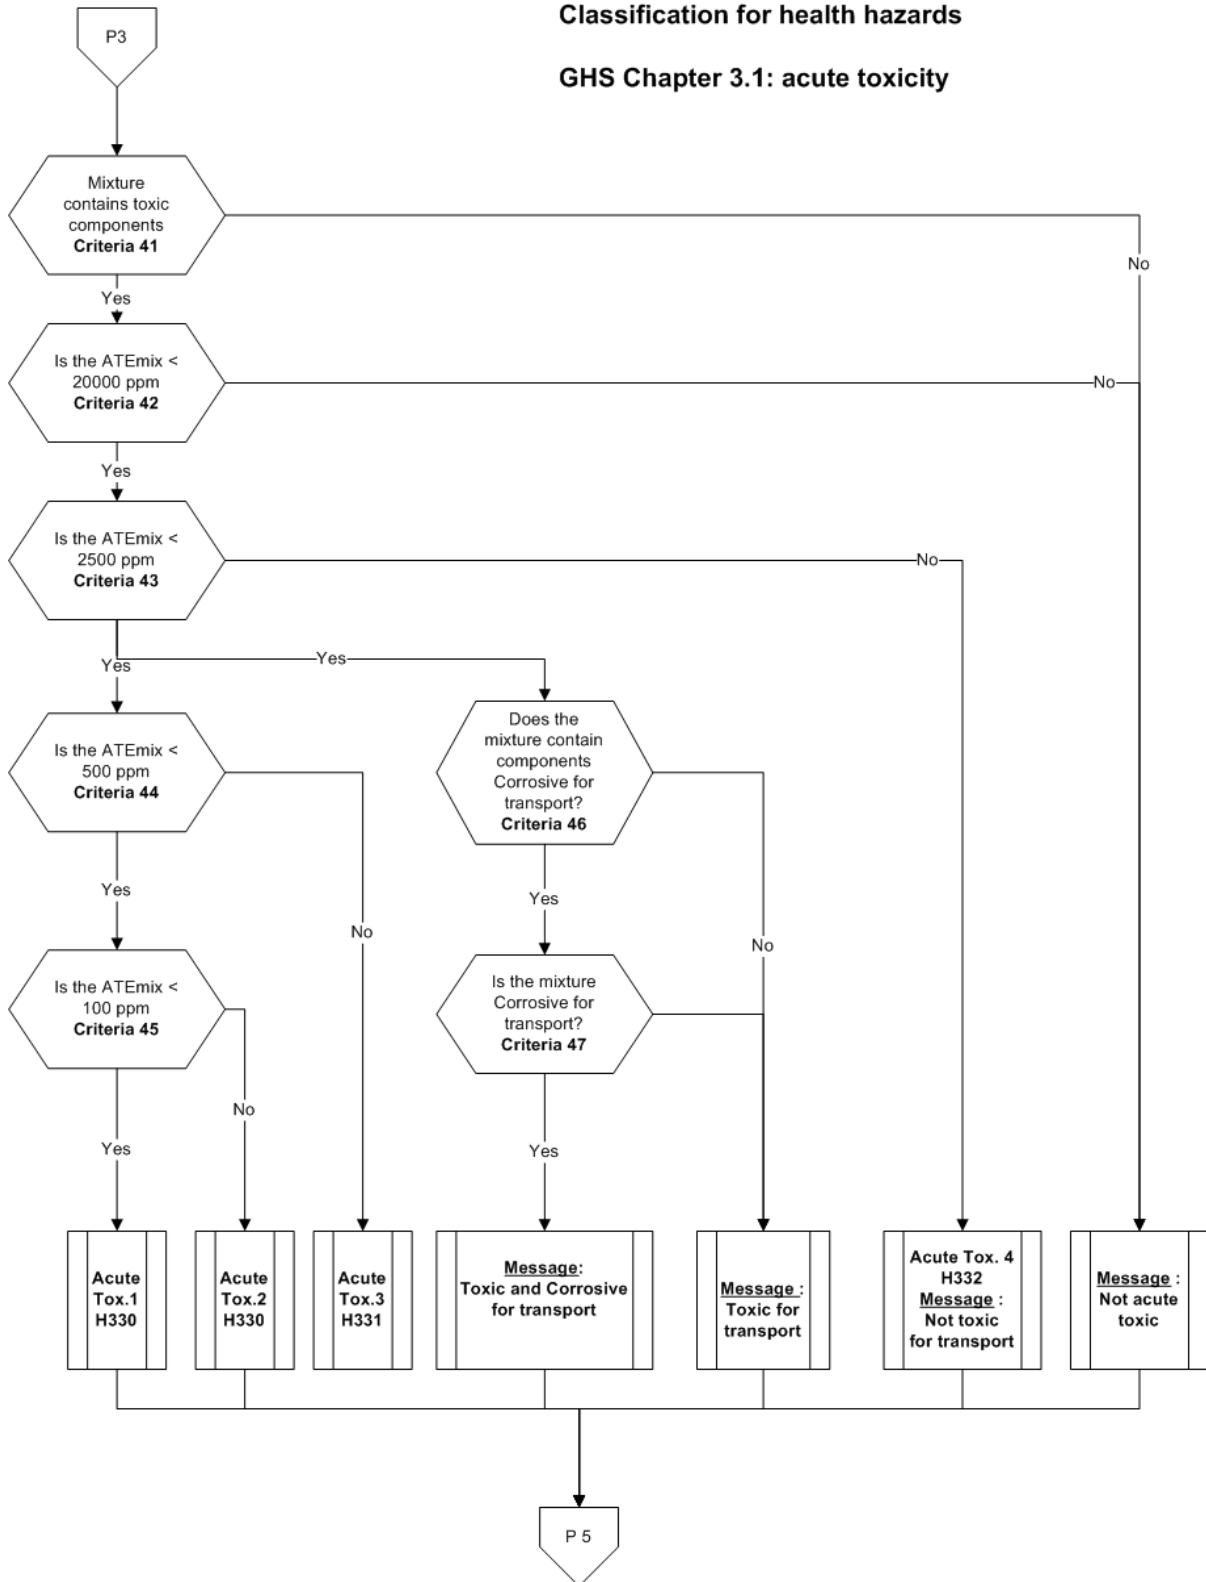 Classification for health hazards
P3
GHS Chapter 3.1: acute toxicity
Mixture
contains toxic
components
Criteria 41
No
Yes
Is the ATEmix <
20000 ppm
Criteria 42
No
Yes
Is the ATEmix <
2500 ppm
Criteria 43
No
Yes
Yes
Is the ATEmix <
500 ppm
Criteria 44
Does the
mixture contain
components
Corrosive for
transport?
Criteria 46
Yes
Yes
No
No
Is the ATEmix <
100 ppm
Criteria 45
Is the mixture
Corrosive for
transport?
Criteria 47
No
Yes
Yes
Acute
Tox.1
H330
Acute
Tox.2
H330
Acute
Tox.3
H331
Message:
Toxic and Corrosive
for transport
Message :
Toxic for
transport
Acute Tox. 4
H332
Message :
Not toxic
for transport
Message :
Not acute
toxic
P 5